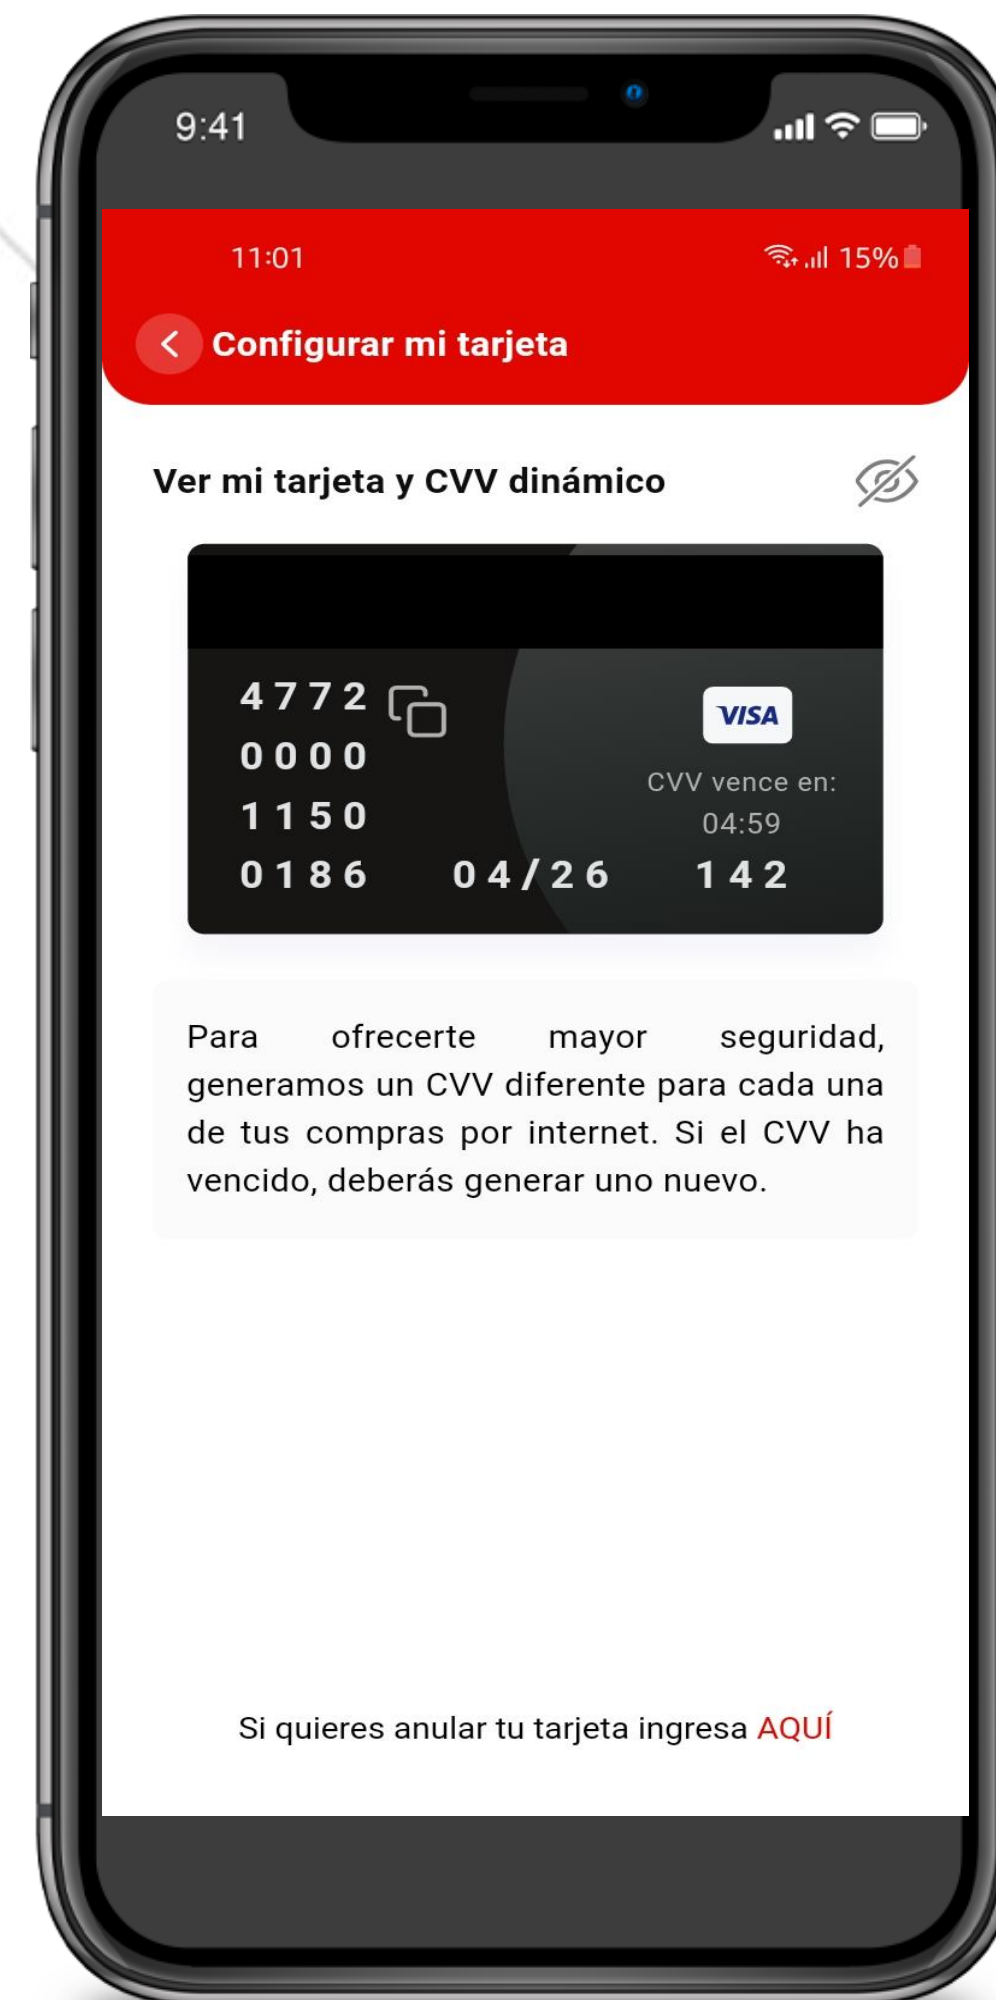 9:41
11:01 15%
Configurar mi tarjeta
Ver mi tarjeta y CVV dinámico
4772
0000
1150
0186
VISA
CVV vence en:
04:59
04/26 142
Para ofrecerte mayor seguridad,
generamos un CVV diferente para cada una
de tus compras por internet. Si el CVV ha
vencido, deberás generar uno nuevo.
Si quieres anular tu tarjeta ingresa AQUÍ